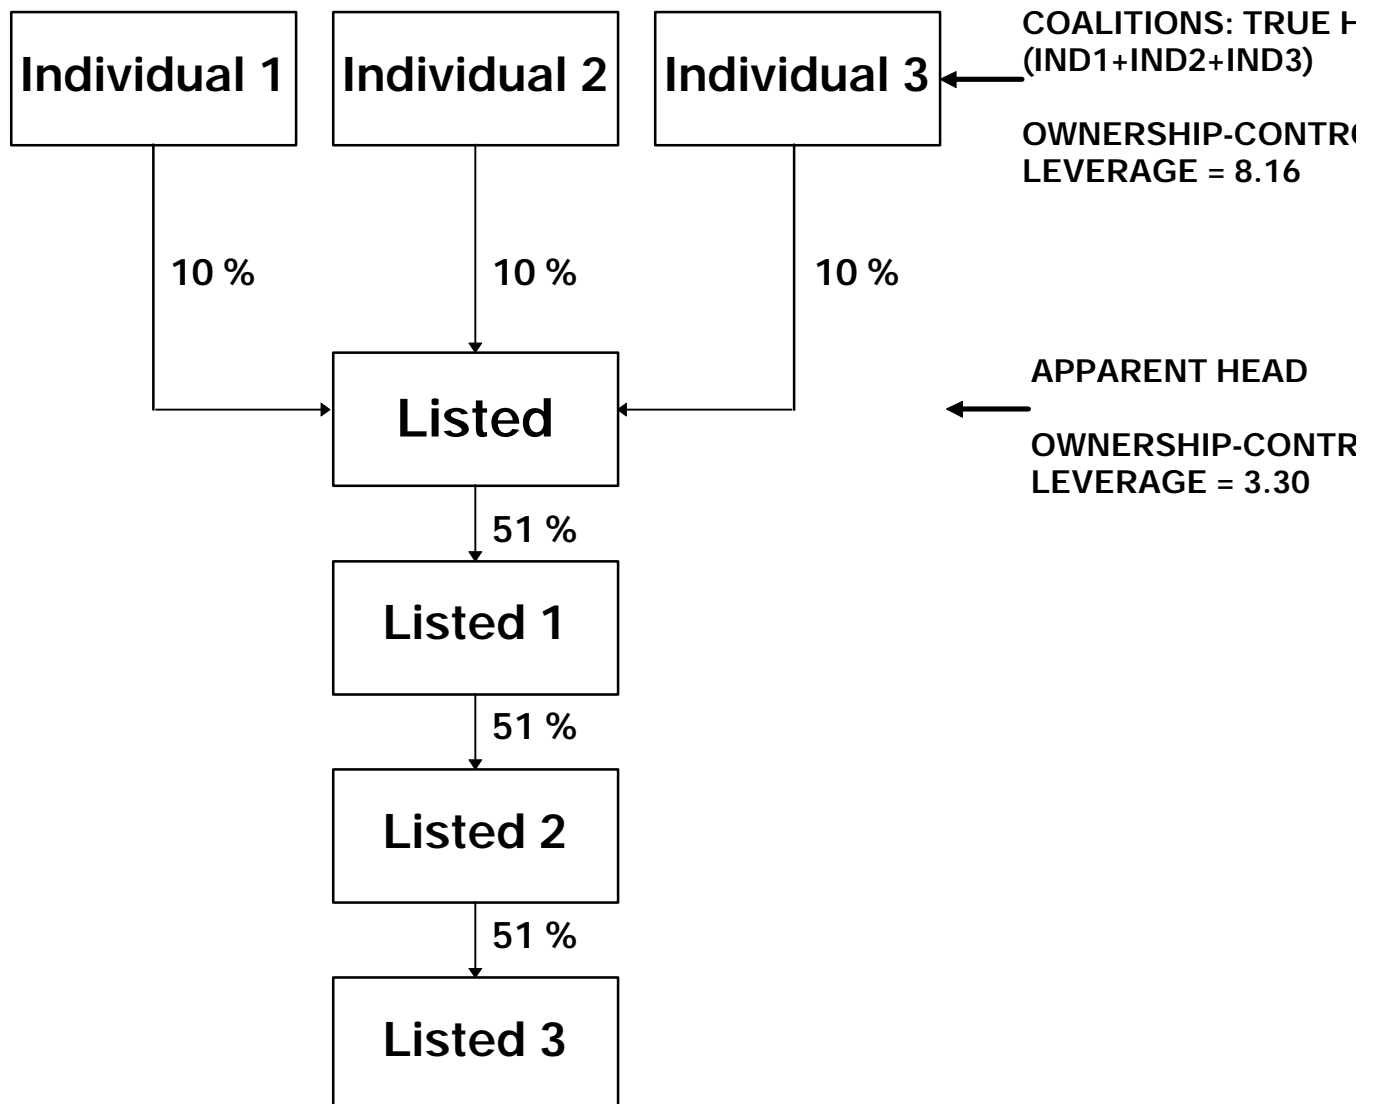 Individual 1
Individual 2
Individual 3
COALITIONS: TRUE
(IND1+IND2+IND3)
OWNERSHIP-
LEVERAGE = 8.16
10 %
10 %
10 %
APPARENT HEAD
Listed
OWNERSHIP-
LEVERAGE = 3.30
51 %
Listed 1
51 %
Listed 2
51 %
Listed 3